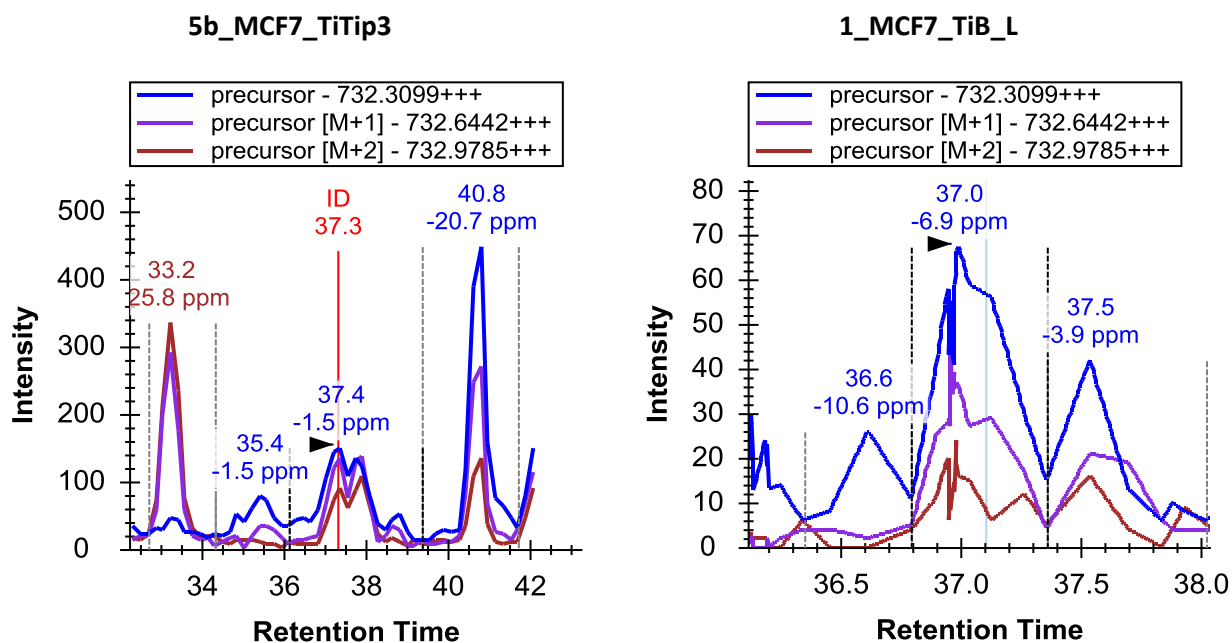 5b_MCF7_TiTip3
precursor - 732.3099+++
precursor [M+1] - 732.6442+++
precursor [M+2] - 732.9785+++
500
400
300
200
100
0
Intensity
33.2
25.8 ppm
35.4
-1.5 ppm
ID
37.3
37.4
-1.5 ppm
40.8
-20.7 ppm
34
36
38
40
42
Retention Time
1_MCF7_TiB_L
precursor - 732.3099+++
precursor [M+1] - 732.6442+++
precursor [M+2] - 732.9785+++
80
70
60
50
40
30
20
10
0
Intensity
36.6
-10.6 ppm
37.0
-6.9 ppm
37.5
-3.9 ppm
36.5
37.0
37.5
38.0
Retention Time